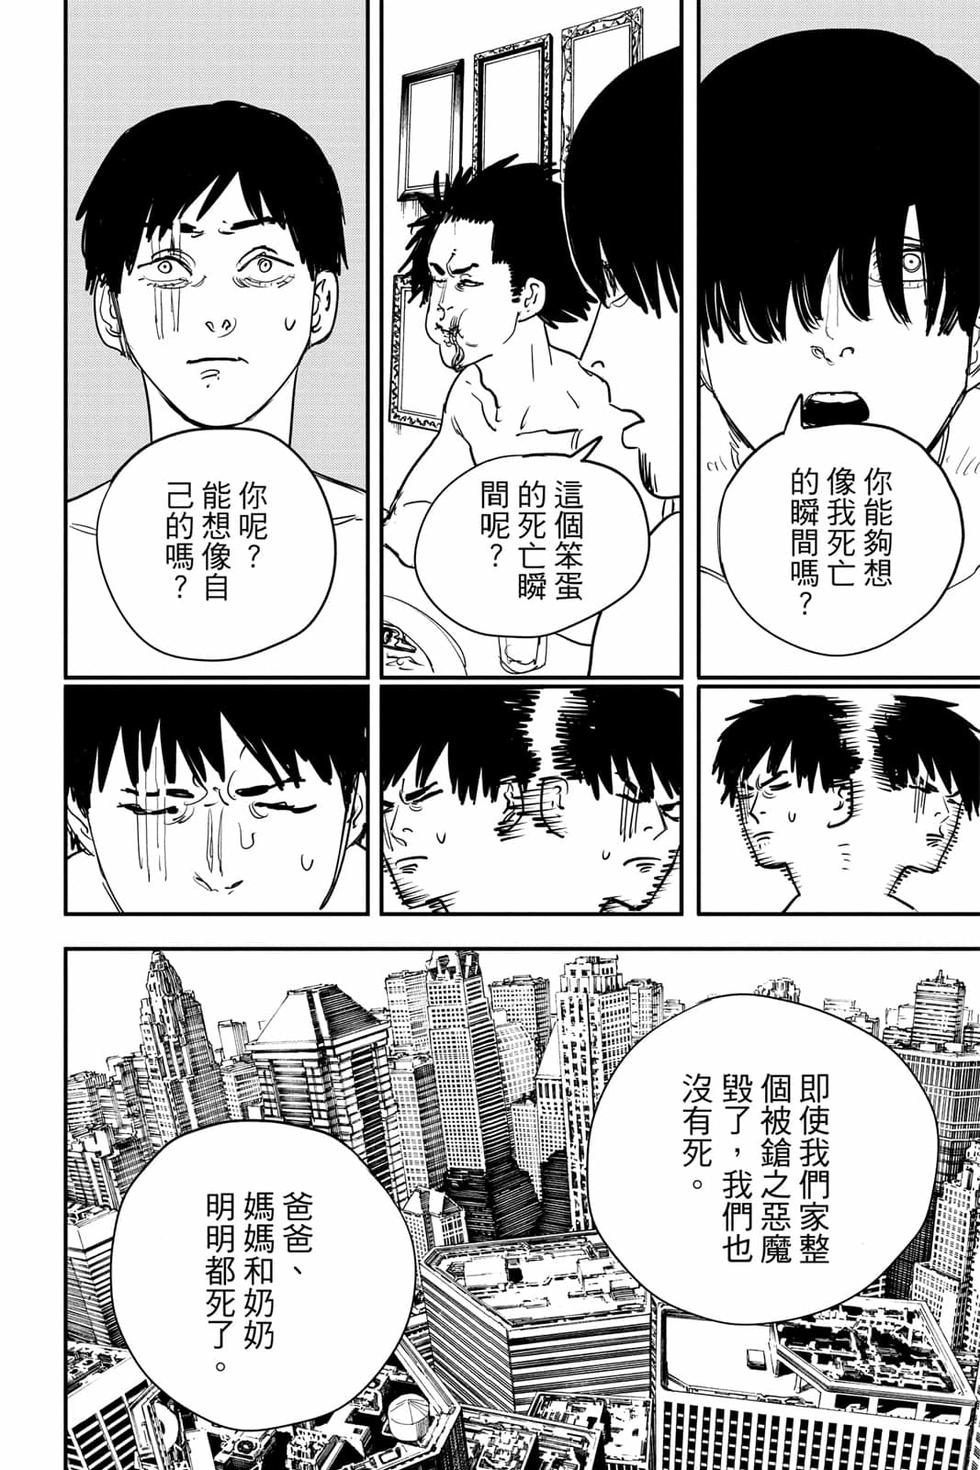 你能夠想
像我死亡
的瞬間嗎？
這個笨蛋
的死亡瞬
間呢？
你呢？
能想像自
己的嗎？
即使我們家整
個被鎗之惡魔
毀了，我們也
沒有死。
爸爸、
媽媽和奶奶
明明都死了。